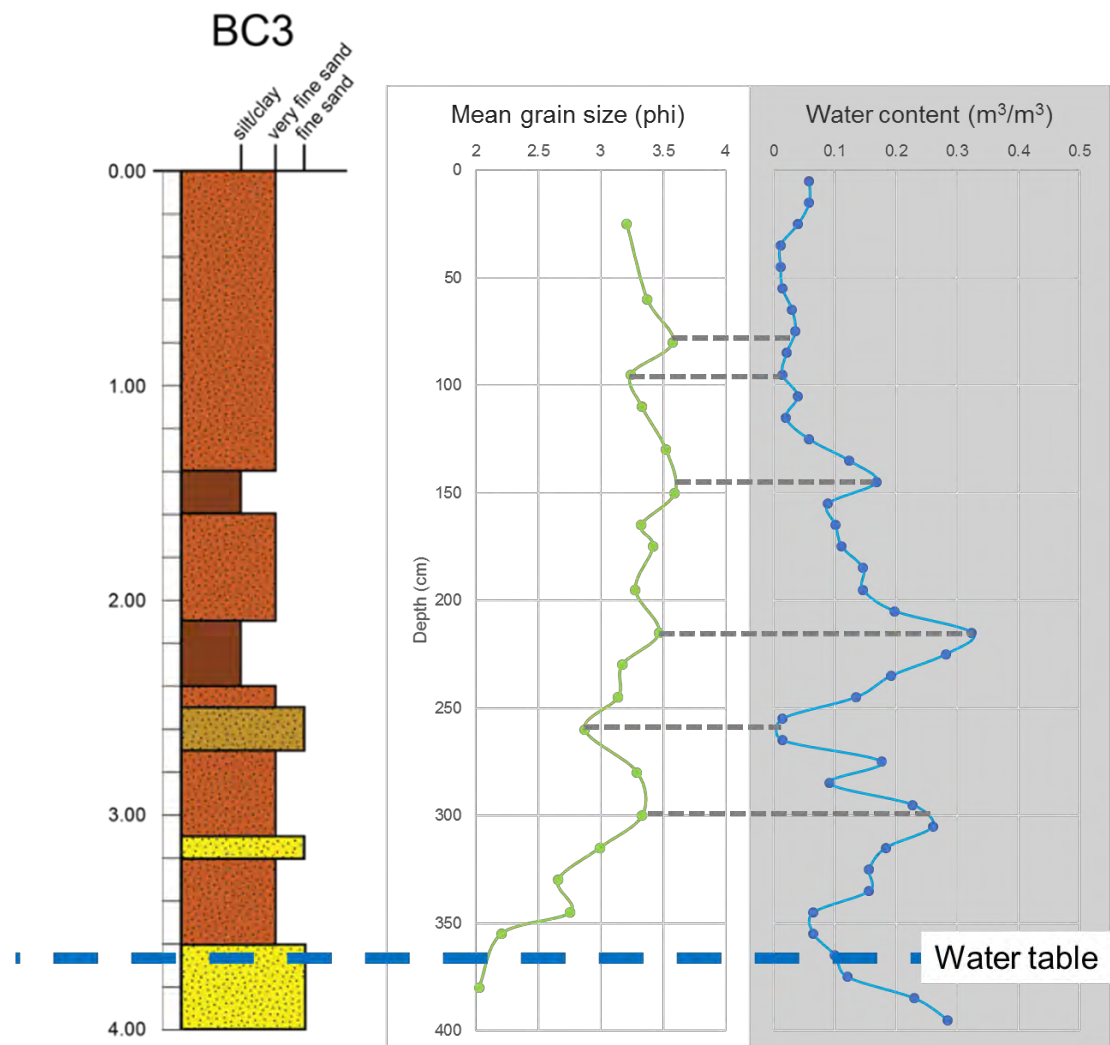 BC3
silt/clay
very fine sand
fine sand
0.00
1.00
2.00
3.00
4.00
Mean grain size (phi)
2 2.5 3 3.5 4
0
50
100
150
200
250
300
350
400
Depth (cm)
Water content (m³/m³)
0 0.1 0.2 0.3 0.4 0.5
Water table